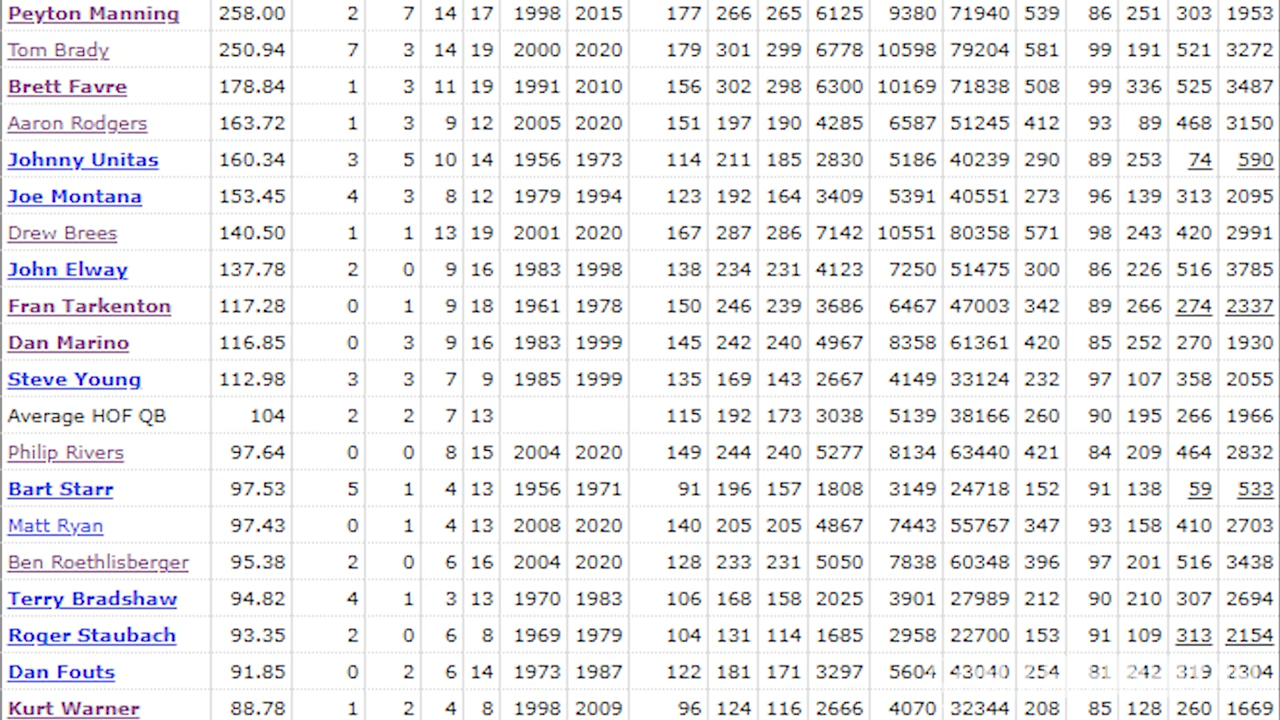 Peyton Manning 258.00 2 7 14 17 1998 2015 177 266 265 6125 9380 71940 539 86 251 303 1953
Tom Brady 250.94 7 3 14 19 2000 2020 179 301 299 6778 10598 79204 581 99 191 521 3272
Brett Favre 178.84 1 3 11 19 1991 2010 156 302 298 6300 10169 71838 508 99 336 525 3487
Aaron Rodgers 163.72 1 3 9 12 2005 2020 151 197 190 4285 6587 51245 412 93 89 468 3150
Johnny Unitas 160.34 3 5 10 14 1956 1973 114 211 185 2830 5186 40239 290 89 253 74 590
Joe Montana 153.45 4 3 8 12 1979 1994 123 192 164 3409 5391 40551 273 96 139 313 2095
Drew Brees 140.50 1 1 13 19 2001 2020 167 287 286 7142 10551 80358 571 98 243 420 2991
John Elway 137.78 2 0 9 16 1983 1998 138 234 231 4123 7250 51475 300 86 226 516 3785
Fran Tarkenton 117.28 0 1 9 18 1961 1978 150 246 239 3686 6467 47003 342 89 266 274 2337
Dan Marino 116.85 0 3 9 16 1983 1999 145 242 240 4967 8358 61361 420 85 252 270 1930
Steve Young 112.98 3 3 7 9 1985 1999 135 169 143 2667 4149 33124 232 97 107 358 2055
Average HOF QB 104 2 2 7 13 115 192 173 3038 5139 38166 260 90 195 266 1966
Philip Rivers 97.64 0 0 8 15 2004 2020 149 244 240 5277 8134 63440 421 84 209 464 2832
Bart Starr 97.53 5 1 4 13 1956 1971 91 196 157 1808 3149 24718 152 91 138 59 533
Matt Ryan 97.43 0 1 4 13 2008 2020 140 205 205 4867 7443 55767 347 93 158 410 2703
Ben Roethlisberger 95.38 2 0 6 16 2004 2020 128 233 231 5050 7838 60348 396 97 201 516 3438
Terry Bradshaw 94.82 4 1 3 13 1970 1983 106 168 158 2025 3901 27989 212 90 210 307 2694
Roger Staubach 93.35 2 0 6 8 1969 1979 104 131 114 1685 2958 22700 153 91 109 313 2154
Dan Fouts 91.85 0 2 6 14 1973 1987 122 181 171 3297 5604 43040 254 81 242 319 2304
Kurt Warner 88.78 1 2 4 8 1998 2009 96 124 116 2666 4070 32344 208 85 128 260 1669